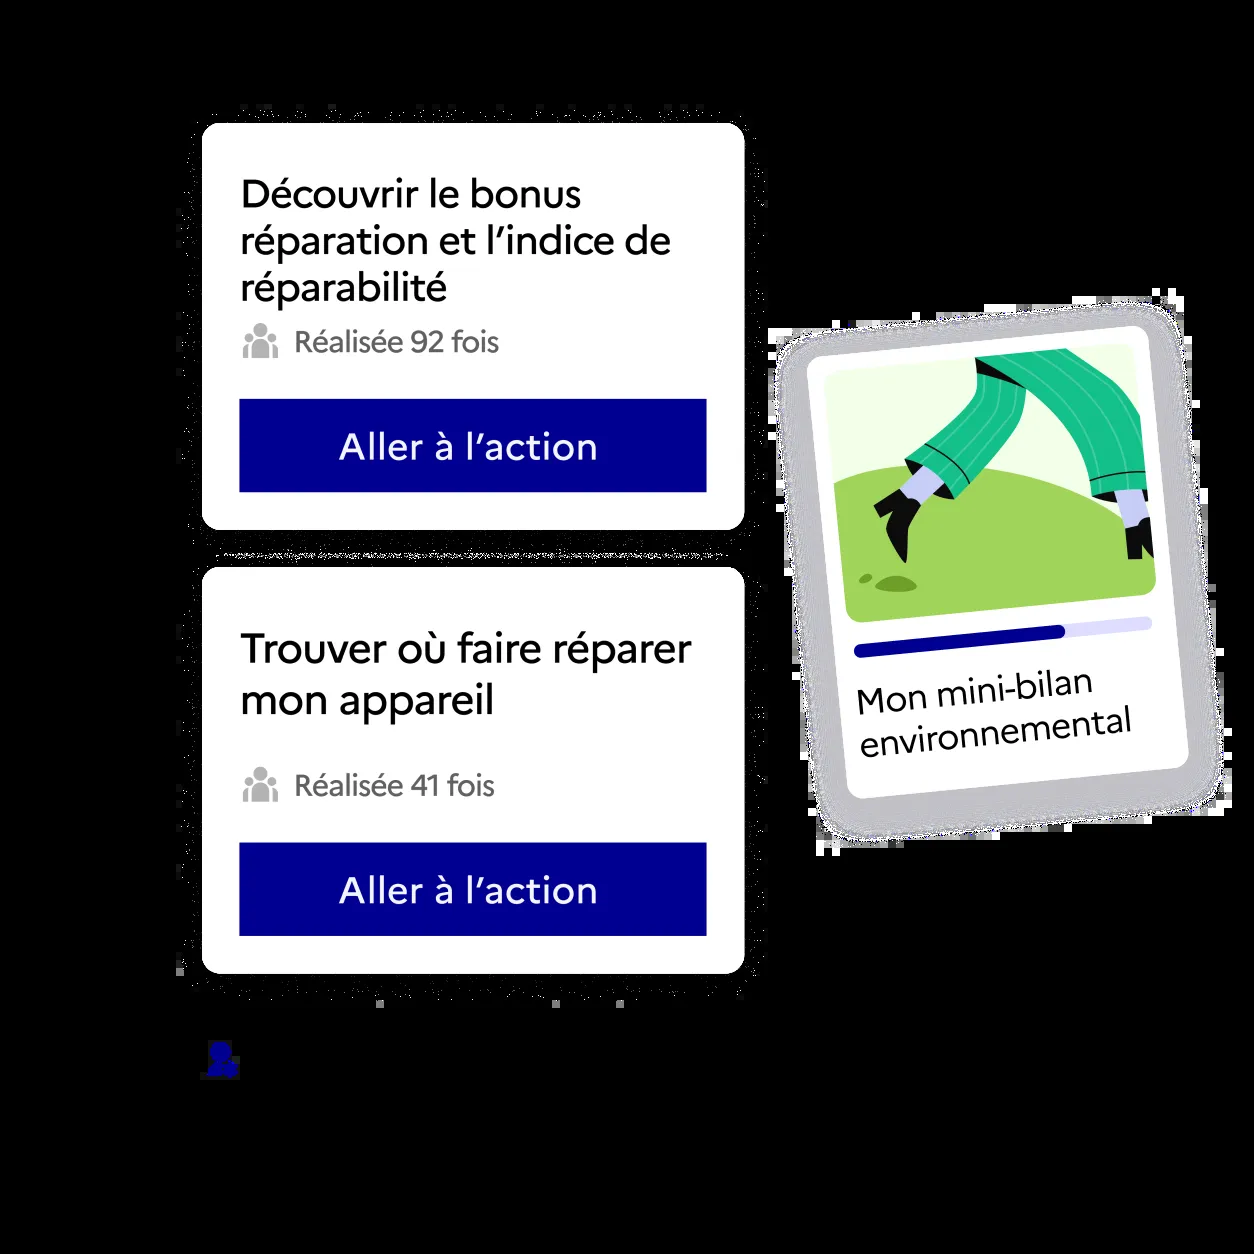 Découvrir le bonus
réparation et l’indice de
réparabilité
Réalisée 92 fois
Aller à l’action
Trouver où faire réparer
mon appareil
Réalisée 41 fois
Aller à l’action
Mon mini-bilan
environnemental